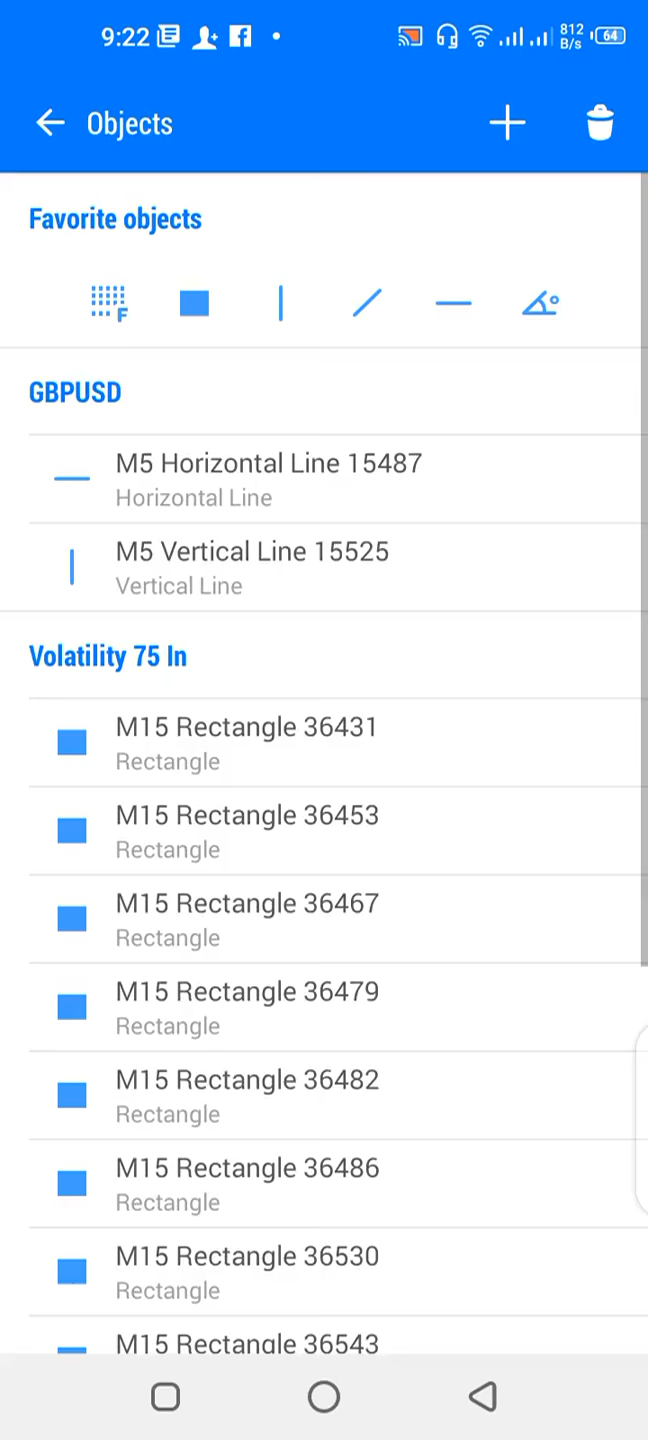 9:22
812
B/s
64
Objects
Favorite objects
F
GBPUSD
M5 Horizontal Line 15487
Horizontal Line
M5 Vertical Line 15525
Vertical Line
Volatility 75 In
M15 Rectangle 36431
Rectangle
M15 Rectangle 36453
Rectangle
M15 Rectangle 36467
Rectangle
M15 Rectangle 36479
Rectangle
M15 Rectangle 36482
Rectangle
M15 Rectangle 36486
Rectangle
M15 Rectangle 36530
Rectangle
M15 Rectangle 36543